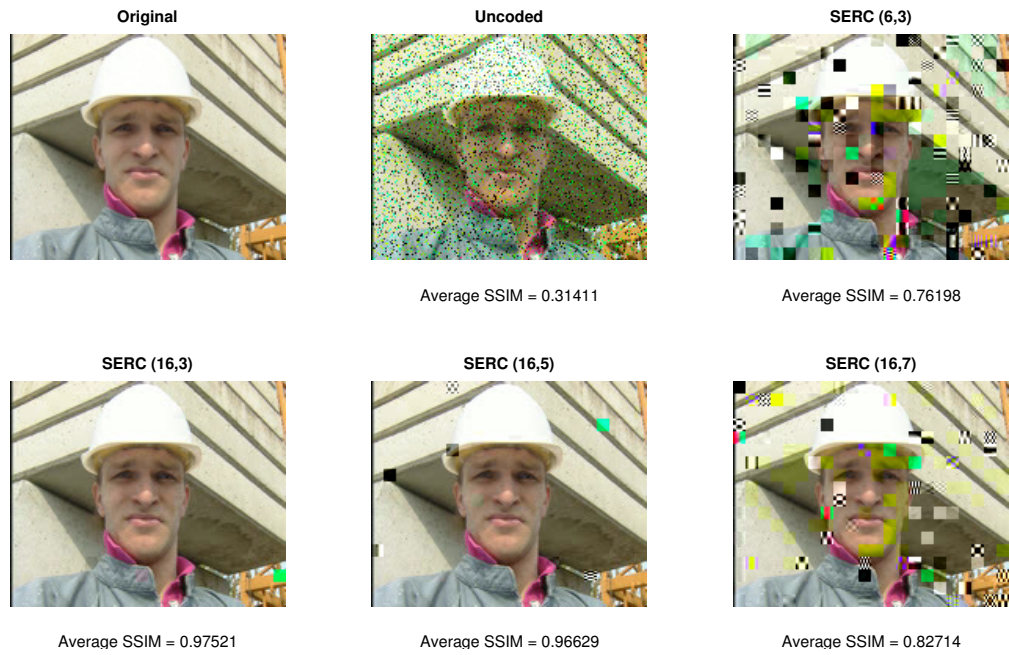 Original
Uncoded
SERC (6,3)
Average SSIM = 0.31411
Average SSIM = 0.76198
SERC (16,3)
SERC (16,5)
SERC (16,7)
Average SSIM = 0.97521
Average SSIM = 0.96629
Average SSIM = 0.82714